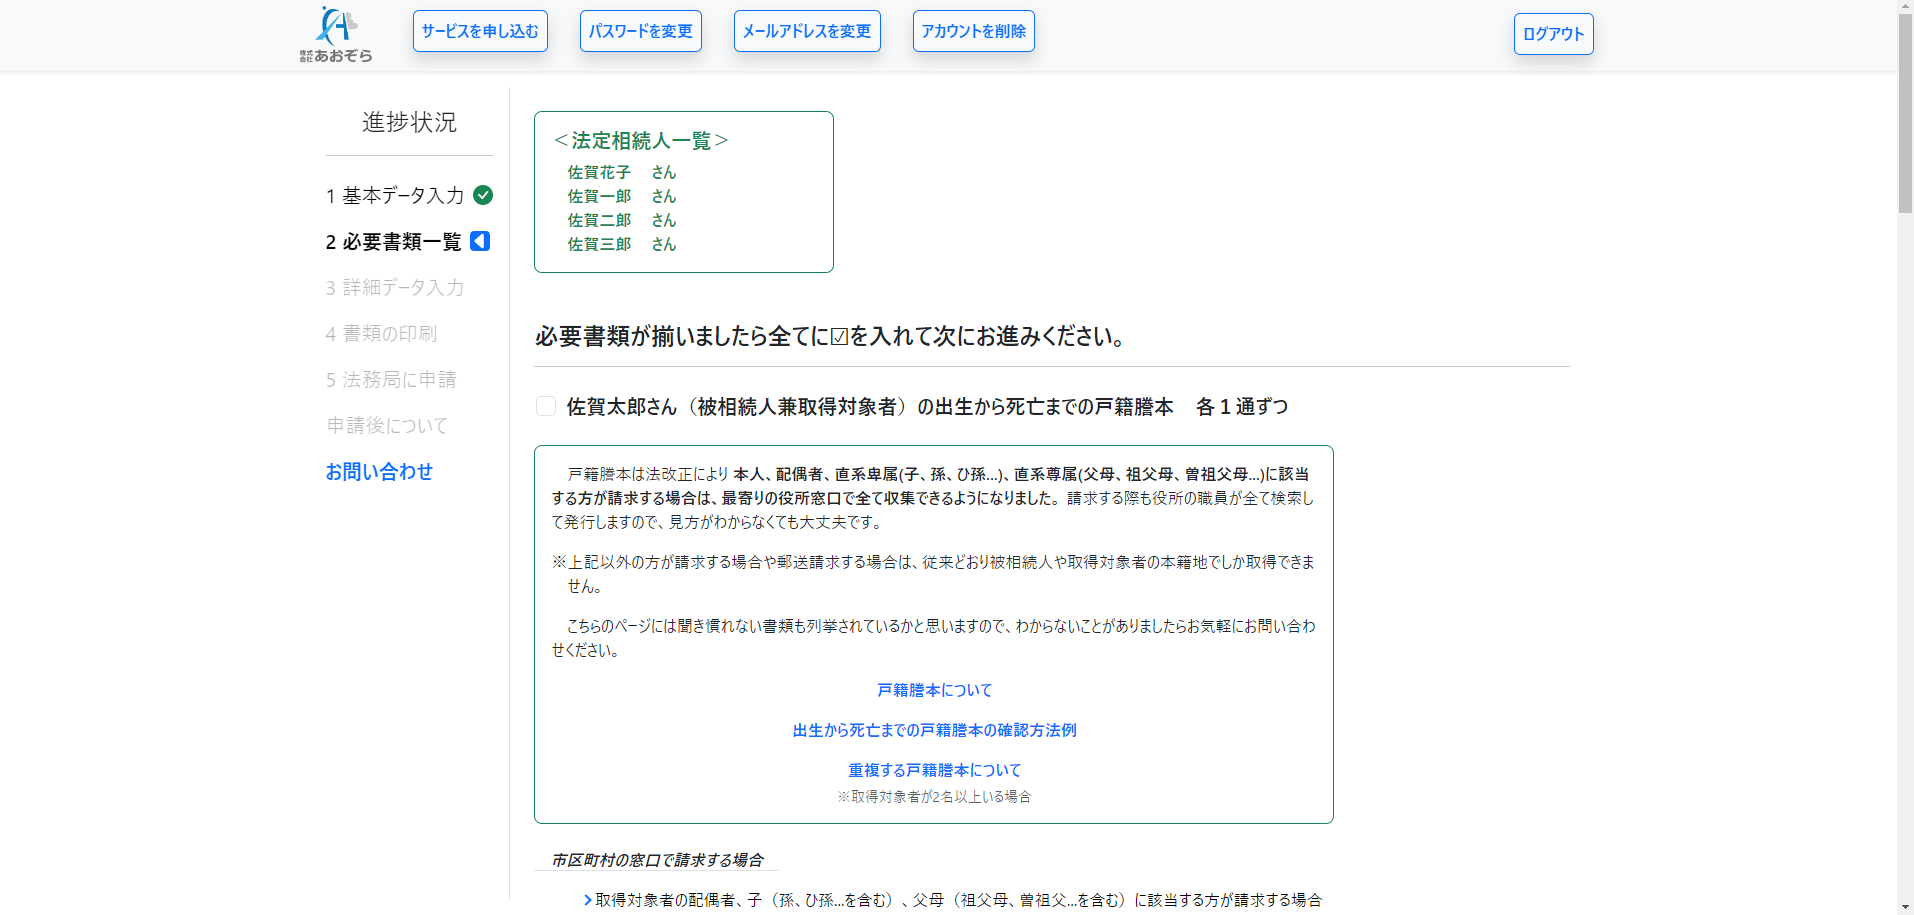 株式会社あおぞら
サービスを申し込む
パスワードを変更
メールアドレスを変更
アカウントを削除
ログアウト
進捗状況
1 基本データ入力
2 必要書類一覧
3 詳細データ入力
4 書類の印刷
5 法務局に申請
申請後について
お問い合わせ
＜法定相続人一覧＞
佐賀花子　さん
佐賀一郎　さん
佐賀二郎　さん
佐賀三郎　さん
必要書類が揃いましたら全てに☑を入れて次にお進みください。
佐賀太郎さん（被相続人兼取得対象者）の出生から死亡までの戸籍謄本　各１通ずつ
戸籍謄本は法改正により 本人、配偶者、直系卑属(子、孫、ひ孫...)、直系尊属(父母、祖父母、曽祖父母...)に該当
する方が請求する場合は、最寄りの役所窓口で全て収集できるようになりました。請求する際も役所の職員が全て検索し
て発行しますので、見方がわからなくても大丈夫です。
※上記以外の方が請求する場合や郵送請求する場合は、従来どおり被相続人や取得対象者の本籍地でしか取得できま
せん。
こちらのページには聞き慣れない書類も列挙されているかと思いますので、わからないことがありましたらお気軽にお問い合わ
せください。
戸籍謄本について
出生から死亡までの戸籍謄本の確認方法例
重複する戸籍謄本について
※取得対象者が2名以上いる場合
市区町村の窓口で請求する場合
取得対象者の配偶者、子（孫、ひ孫...を含む）、父母（祖父母、曽祖父...を含む）に該当する方が請求する場合